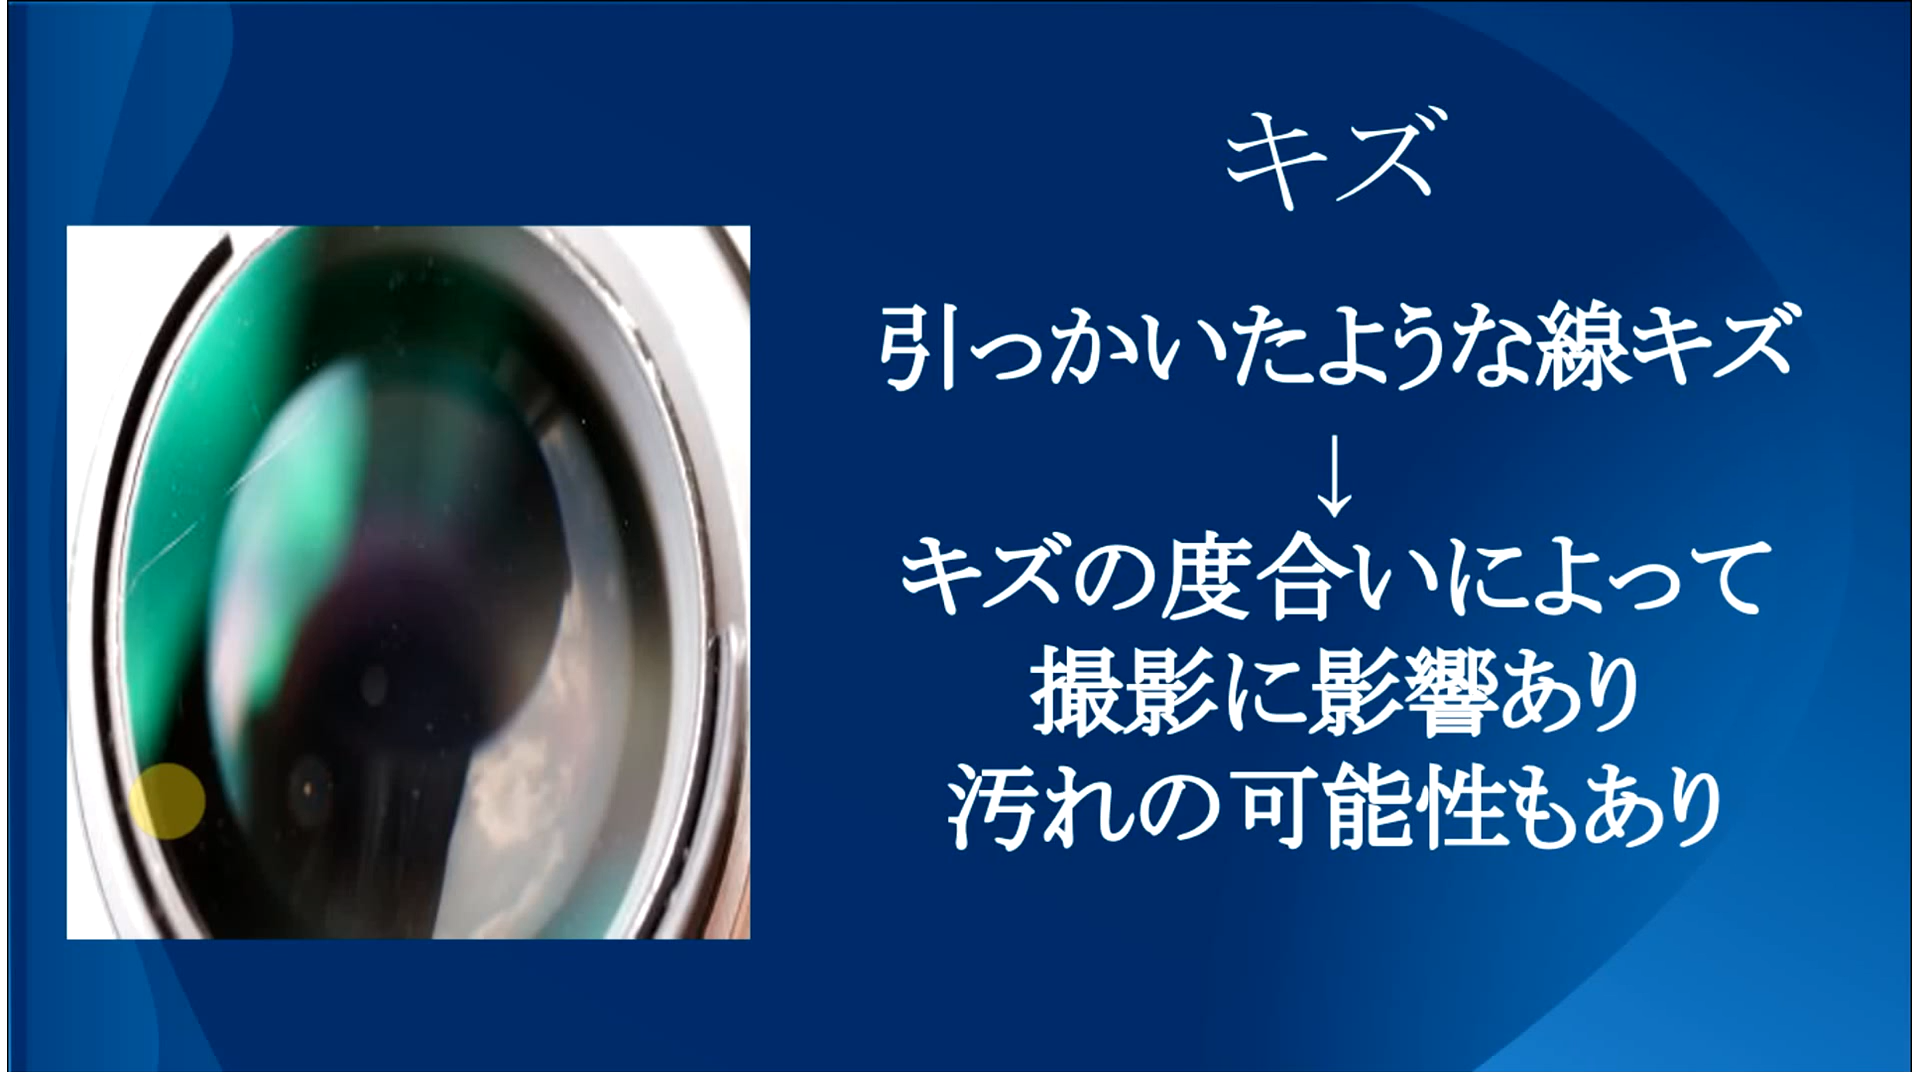 キズ
引っかいたような線キズ
↓
キズの度合いによって
撮影に影響あり
汚れの可能性もあり